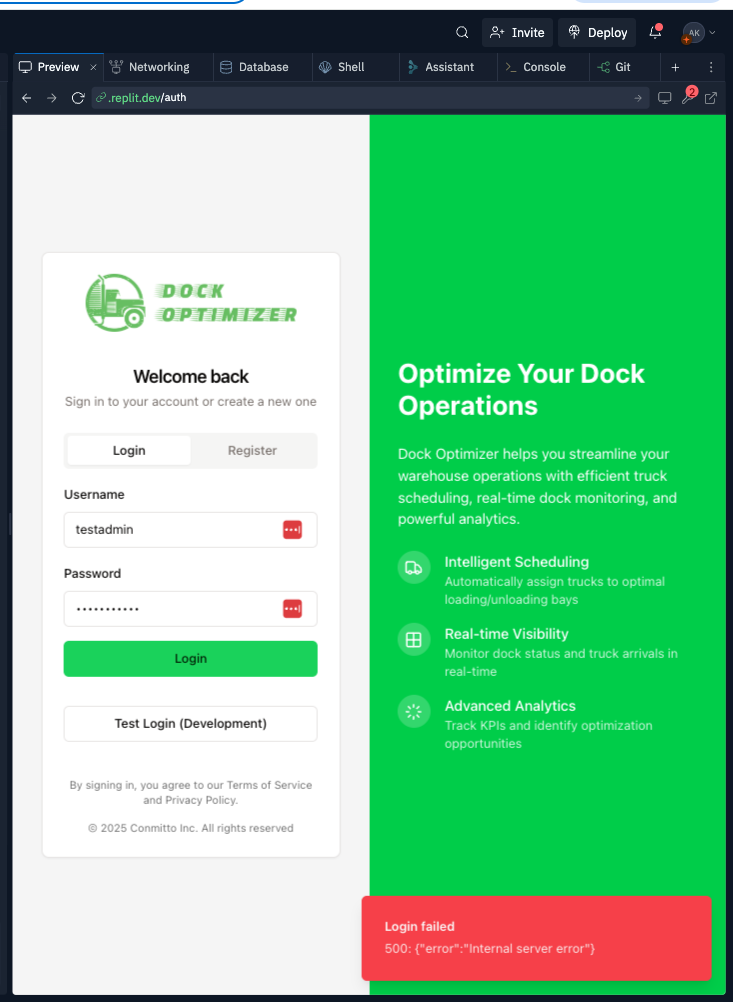 Invite
Deploy
AK
Preview
Networking
Database
Shell
Assistant
Console
Git
.replit.dev/auth
2
DOCK
OPTIMIZER
Welcome back
Sign in to your account or create a new one
Login
Register
Username
testadmin
Password
Login
Test Login (Development)
By signing in, you agree to our Terms of Service
and Privacy Policy.
© 2025 Conmitto Inc. All rights reserved
Optimize Your Dock
Operations
Dock Optimizer helps you streamline your
warehouse operations with efficient truck
scheduling, real-time dock monitoring, and
powerful analytics.
Intelligent Scheduling
Automatically assign trucks to optimal
loading/unloading bays
Real-time Visibility
Monitor dock status and truck arrivals in
real-time
Advanced Analytics
Track KPIs and identify optimization
opportunities
Login failed
500: {"error":"Internal server error"}